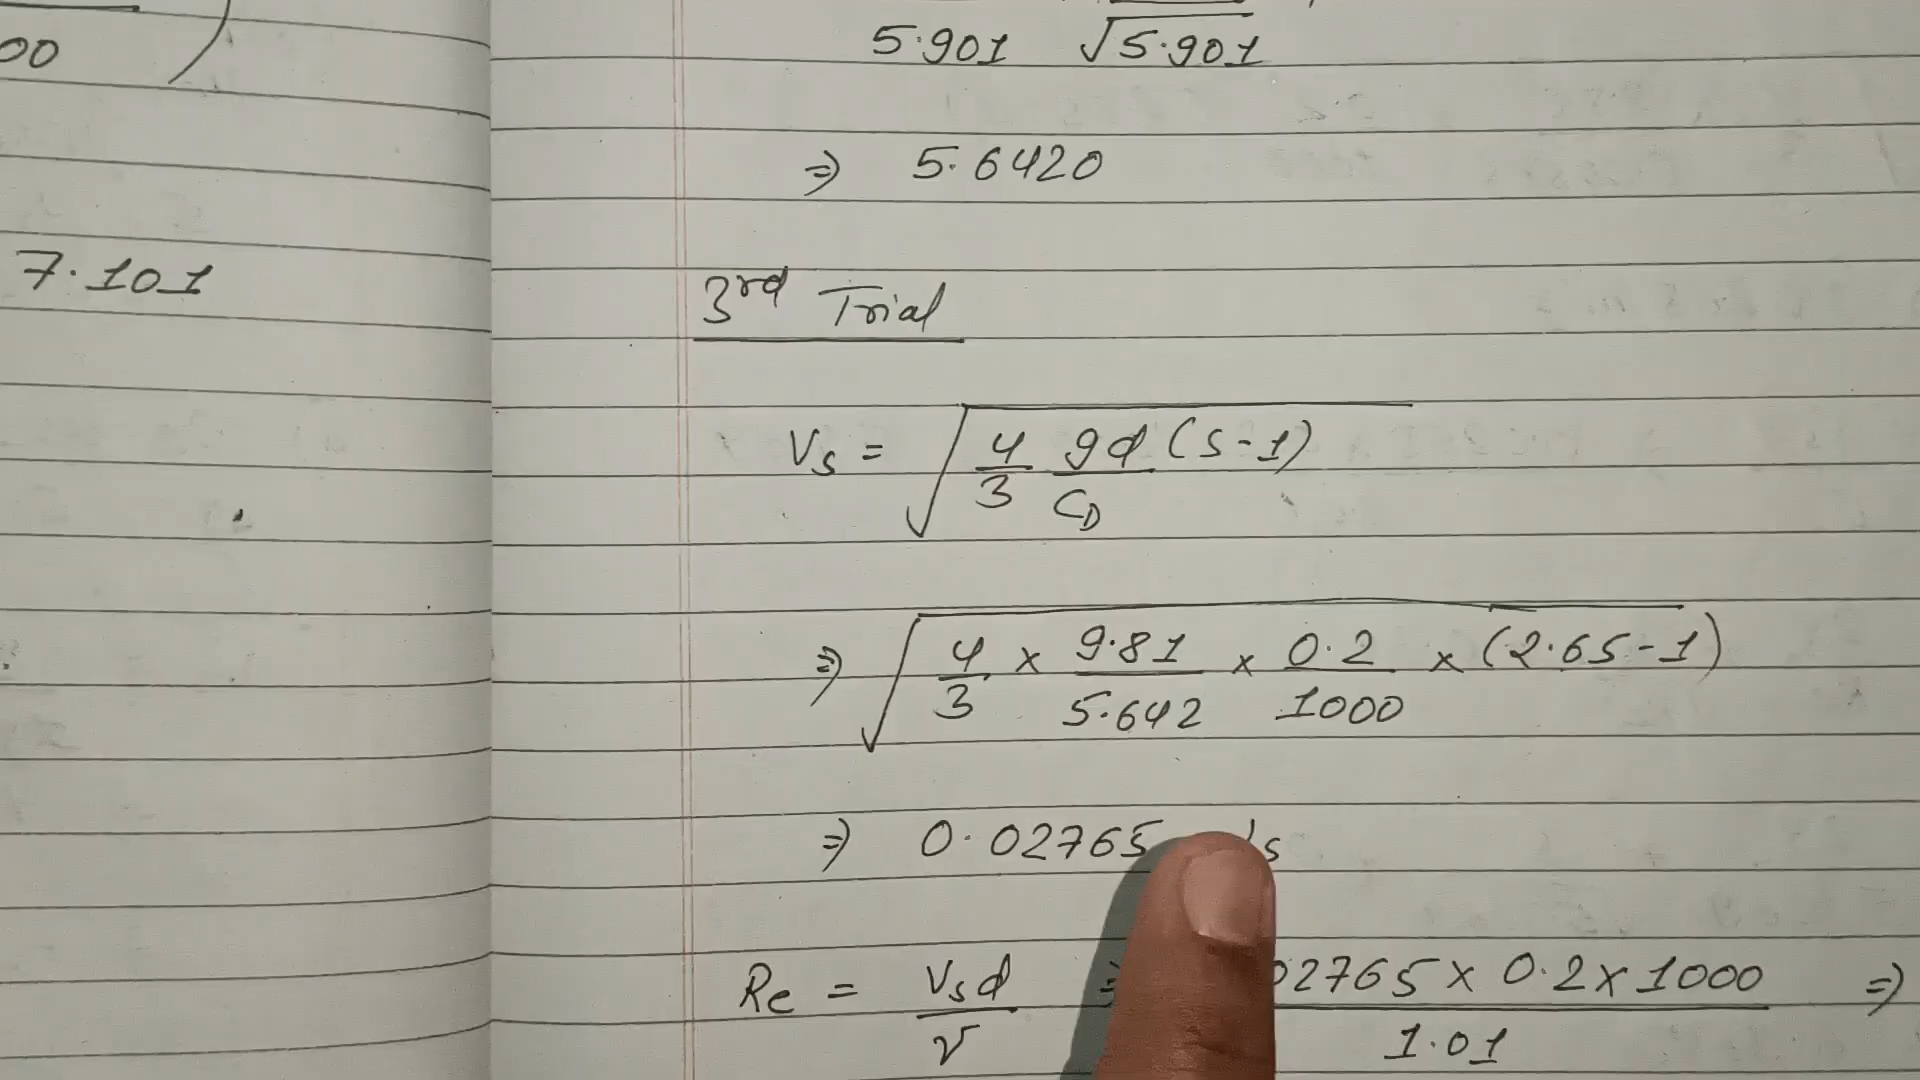 00 )
7.101
5.901 √5.901
⇒ 5.6420
3rd Trial
Vs = √(4/3 gd/CD (S-1))
⇒ √(4/3 × 9.81/5.642 × 0.2/1000 × (2.65-1))
⇒ 0.02765 /s
Re = Vsd/ν ⇒ 02765 × 0.2 × 1000 / 1.01 ⇒